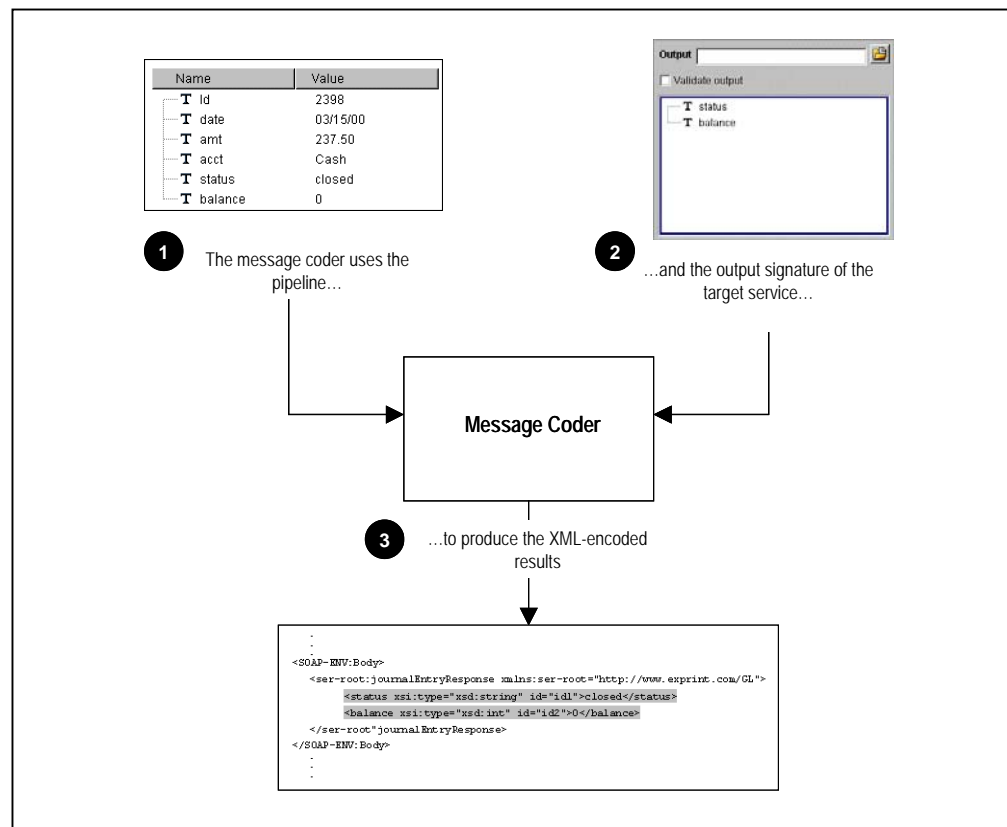 Name Value
T Id 2398
T date 03/15/00
T amt 237.50
T acct Cash
T status closed
T balance 0
Output
Validate output
T status
T balance
1
The message coder uses the
pipeline…
2
…and the output signature of the
target service…
Message Coder
3
…to produce the XML-encoded
results
.
.
.
<SOAP-ENV:Body>
<ser-root:journalEntryResponse xmlns:ser-root="http://www.exprint.com/GL">
<status xsi:type="xsd:string" id="id1">closed</status>
<balance xsi:type="xsd:int" id="id2">0</balance>
</ser-root"journalEntryResponse>
</SOAP-ENV:Body>
.
.
.